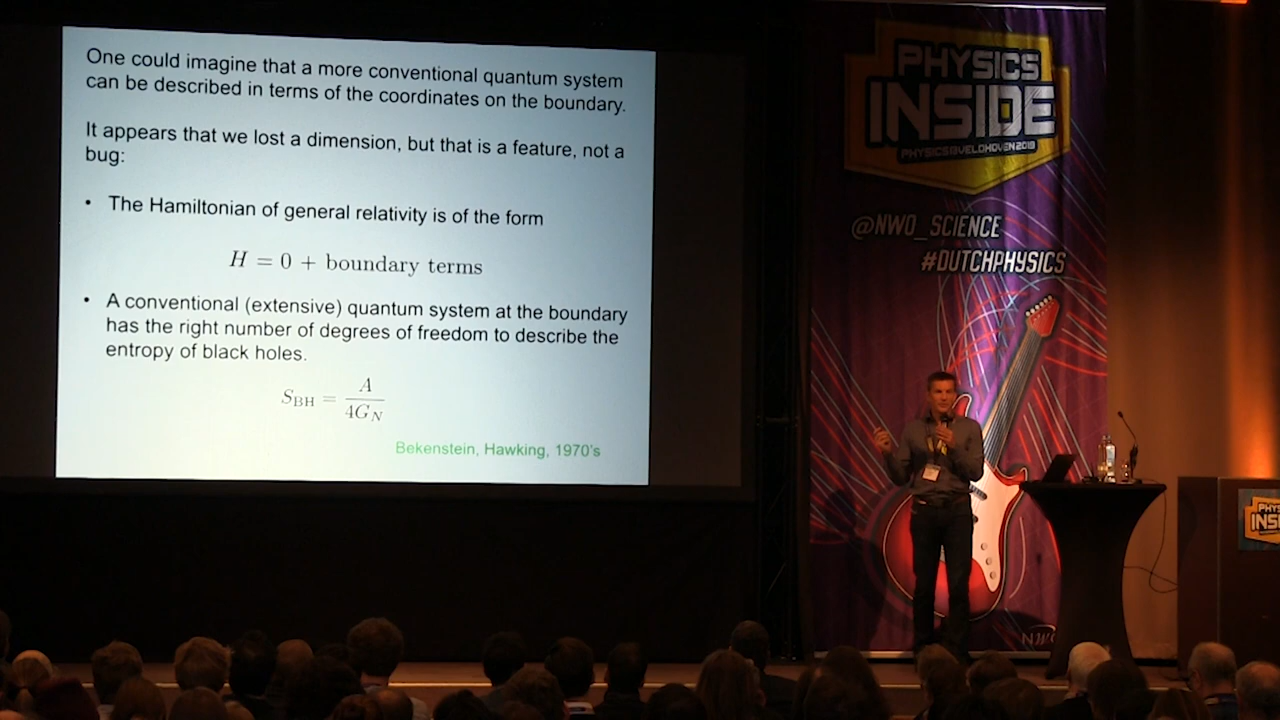 One could imagine that a more conventional quantum system
can be described in terms of the coordinates on the boundary.
It appears that we lost a dimension, but that is a feature, not a
bug:
• The Hamiltonian of general relativity is of the form
H = 0 + boundary terms
• A conventional (extensive) quantum system at the boundary
has the right number of degrees of freedom to describe the
entropy of black holes.
S_BH = A / 4G_N
Bekenstein, Hawking, 1970's
PHYSICS
INSIDE
PHYSICS@VELDHOVEN 2019
@NWO_SCIENCE
#DUTCHPHYSICS
NWO